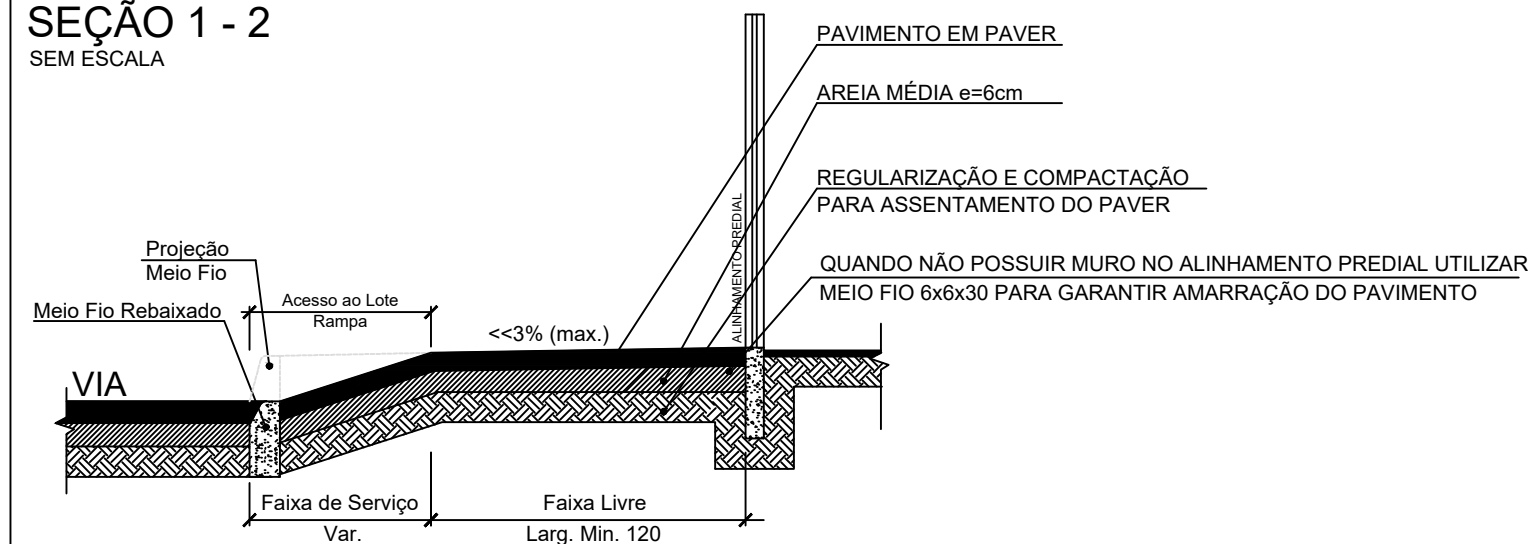 SEÇÃO 1 - 2
SEM ESCALA
PAVIMENTO EM PAVER
AREIA MÉDIA e=6cm
REGULARIZAÇÃO E COMPACTAÇÃO
PARA ASSENTAMENTO DO PAVER
ALINHAMENTO PREDIAL
QUANDO NÃO POSSUIR MURO NO ALINHAMENTO PREDIAL UTILIZAR
MEIO FIO 6x6x30 PARA GARANTIR AMARRAÇÃO DO PAVIMENTO
Projeção
Meio Fio
Meio Fio Rebaixado
Acesso ao Lote
Rampa
<<3% (max.)
VIA
Faixa de Serviço
Var.
Faixa Livre
Larg. Min. 120